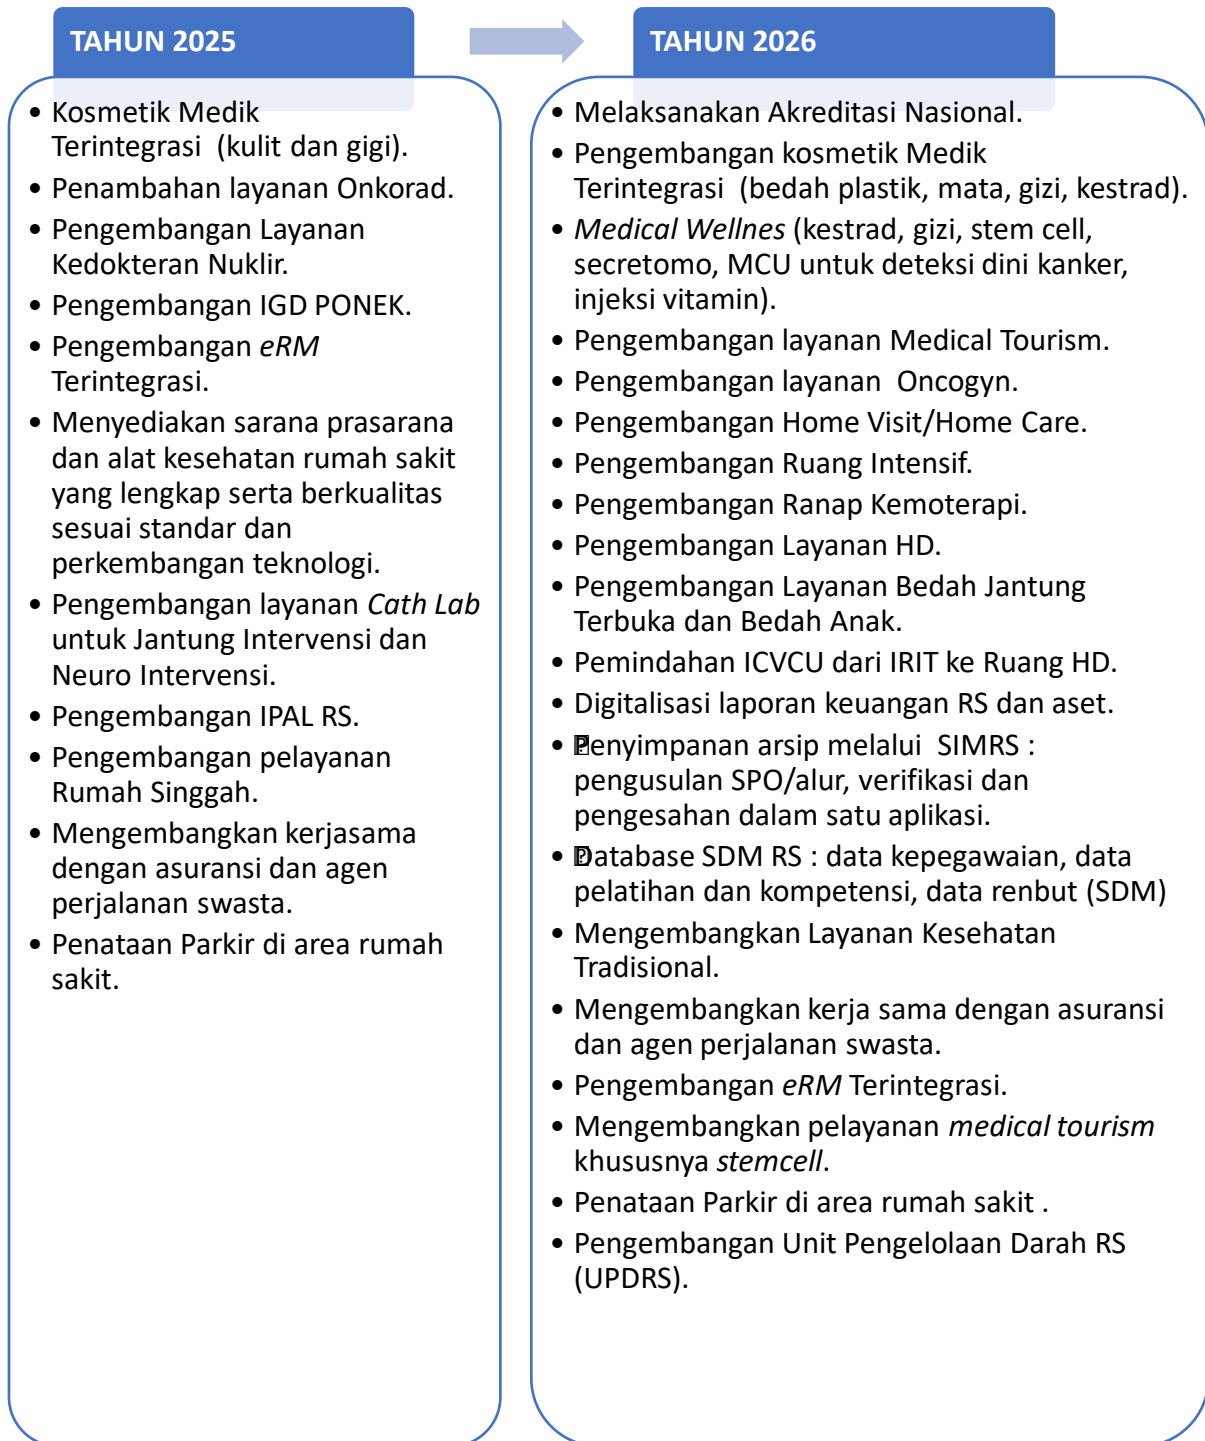 TAHUN 2025
• Kosmetik Medik
Terintegrasi (kulit dan gigi).
• Penambahan layanan Onkorad.
• Pengembangan Layanan
Kedokteran Nuklir.
• Pengembangan IGD PONEK.
• Pengembangan eRM
Terintegrasi.
• Menyediakan sarana prasarana
dan alat kesehatan rumah sakit
yang lengkap serta berkualitas
sesuai standar dan
perkembangan teknologi.
• Pengembangan layanan Cath Lab
untuk Jantung Intervensi dan
Neuro Intervensi.
• Pengembangan IPAL RS.
• Pengembangan pelayanan
Rumah Singgah.
• Mengembangkan kerjasama
dengan asuransi dan agen
perjalanan swasta.
• Penataan Parkir di area rumah
sakit.
TAHUN 2026
• Melaksanakan Akreditasi Nasional.
• Pengembangan kosmetik Medik
Terintegrasi (bedah plastik, mata, gizi, kestrad).
• Medical Wellnes (kestrad, gizi, stem cell,
secretomo, MCU untuk deteksi dini kanker,
injeksi vitamin).
• Pengembangan layanan Medical Tourism.
• Pengembangan layanan Oncogyn.
• Pengembangan Home Visit/Home Care.
• Pengembangan Ruang Intensif.
• Pengembangan Ranap Kemoterapi.
• Pengembangan Layanan HD.
• Pengembangan Layanan Bedah Jantung
Terbuka dan Bedah Anak.
• Pemindahan ICVCU dari IRIT ke Ruang HD.
• Digitalisasi laporan keuangan RS dan aset.
• Penyimpanan arsip melalui SIMRS :
pengusulan SPO/alur, verifikasi dan
pengesahan dalam satu aplikasi.
• Database SDM RS : data kepegawaian, data
pelatihan dan kompetensi, data renbut (SDM)
• Mengembangkan Layanan Kesehatan
Tradisional.
• Mengembangkan kerja sama dengan asuransi
dan agen perjalanan swasta.
• Pengembangan eRM Terintegrasi.
• Mengembangkan pelayanan medical tourism
khususnya stemcell.
• Penataan Parkir di area rumah sakit .
• Pengembangan Unit Pengelolaan Darah RS
(UPDRS).